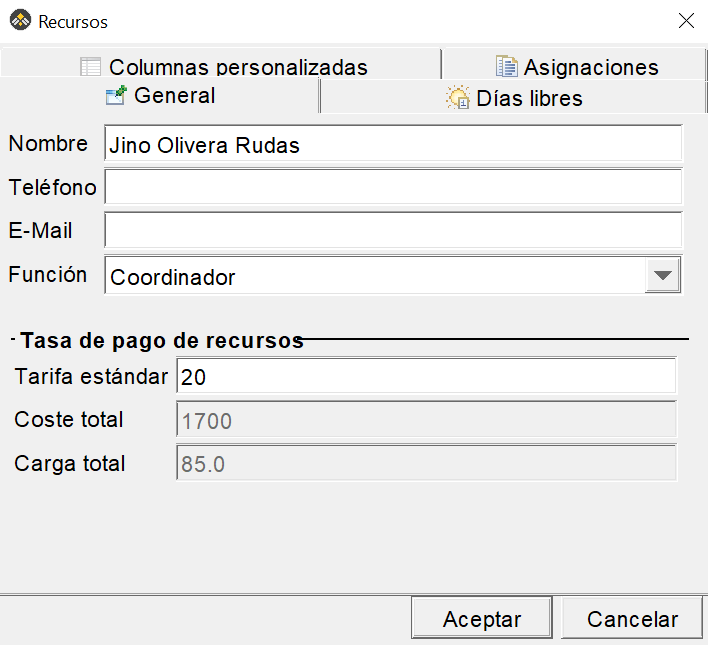 Recursos
Columnas personalizadas Asignaciones
General Días libres
Nombre Jino Olivera Rudas
Teléfono
E-Mail
Función Coordinador
Tasa de pago de recursos
Tarifa estándar 20
Coste total 1700
Carga total 85.0
Aceptar Cancelar